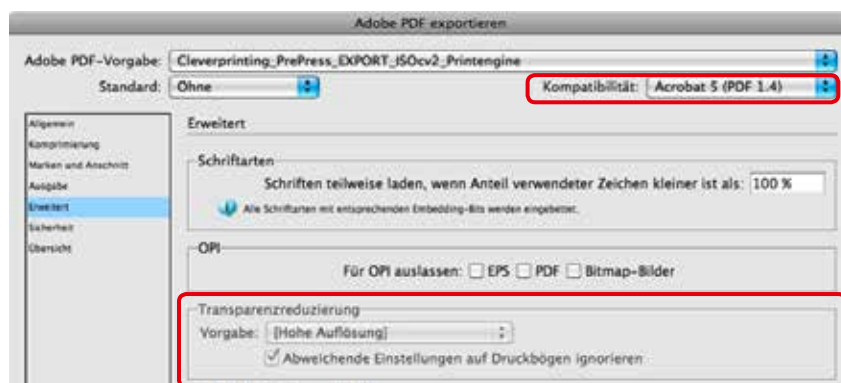 Adobe PDF exportieren
Adobe PDF-Vorgabe: Cleverprinting_PrePress_EXPORT_ISOcv2_Printengine
Standard: Ohne Kompatibilität: Acrobat 5 (PDF 1.4)
Allgemein
Komprimierung
Marken und Anschnitt
Ausgabe
Erweitert
Sicherheit
Übersicht
Erweitert
Schriftarten
Schriften teilweise laden, wenn Anteil verwendeter Zeichen kleiner ist als: 100 %
Alle Schriftarten mit entsprechenden Embedding-Bits werden eingebettet.
OPI
Für OPI auslassen: EPS PDF Bitmap-Bilder
Transparenzreduzierung
Vorgabe: [Hohe Auflösung]
Abweichende Einstellungen auf Druckbögen ignorieren